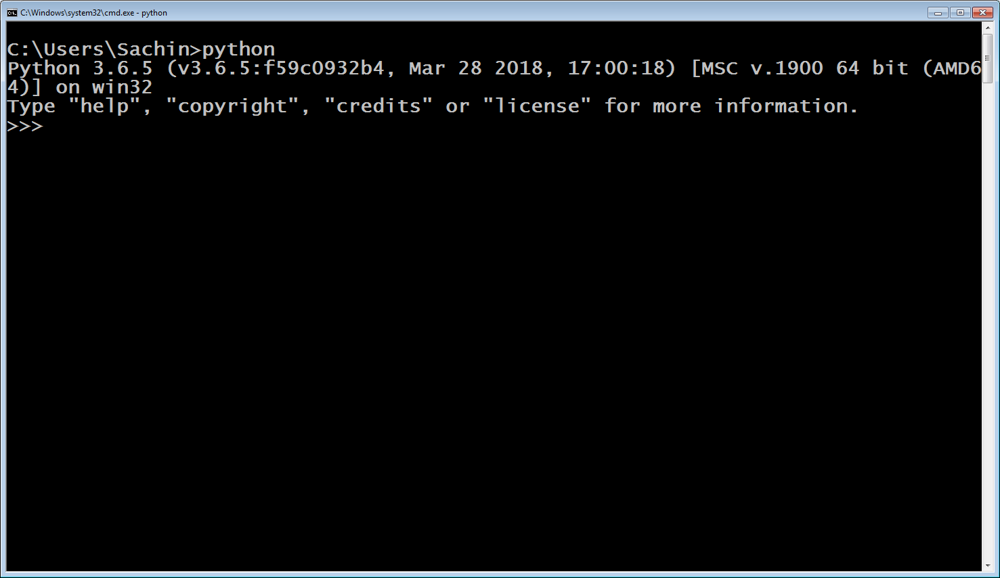 C:\Windows\system32\cmd.exe - python
C:\Users\Sachin>python
Python 3.6.5 (v3.6.5:f59c0932b4, Mar 28 2018, 17:00:18) [MSC v.1900 64 bit (AMD6
4)] on win32
Type "help", "copyright", "credits" or "license" for more information.
>>>